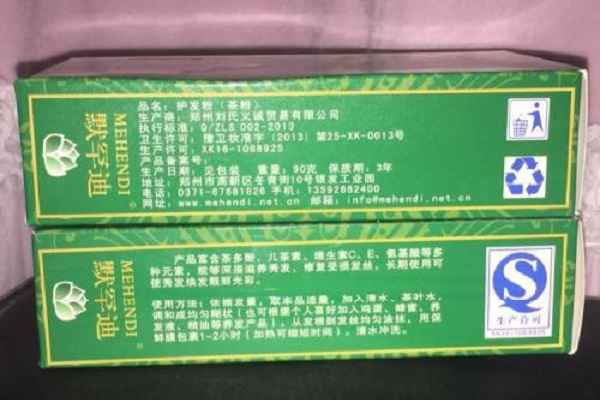 MEHENDI
默罕迪
品名:护发粉(茶粉)
生产商:郑州刘氏义诚贸易有限公司
执行标准:Q/ZLS 002-2013
卫生许可:豫卫妆准字(2013)第25-XK-0013号
生产许可:XK16-1088925
产品备案号:
生产日期:见包装 重量:90克 保质期:3年
地址:郑州市高新区冬青街10号银发工业园
电话:0371-67681826 手机:13592662400
网址:www.mehendi.net.cn 邮箱:info@mehendi.net.cn
MEHENDI
默罕迪
产品富含茶多酚、儿茶素、维生素C、E、氨基酸等多
种元素,能够深层滋养秀发,修复受损发丝,长期使用可
使秀发焕发靓丽光彩。
使用方法:依据发量,取本品适量,加入清水、茶叶水,
调和成均匀糊状(也可根据个人喜好加入鸡蛋、蜂蜜、养
发液、精油等养发产品),从发根到发丝均匀涂抹,用保
鲜膜包裹1-2小时(加热可缩短时间)。清水冲洗。
生产许可
XK16-1088925